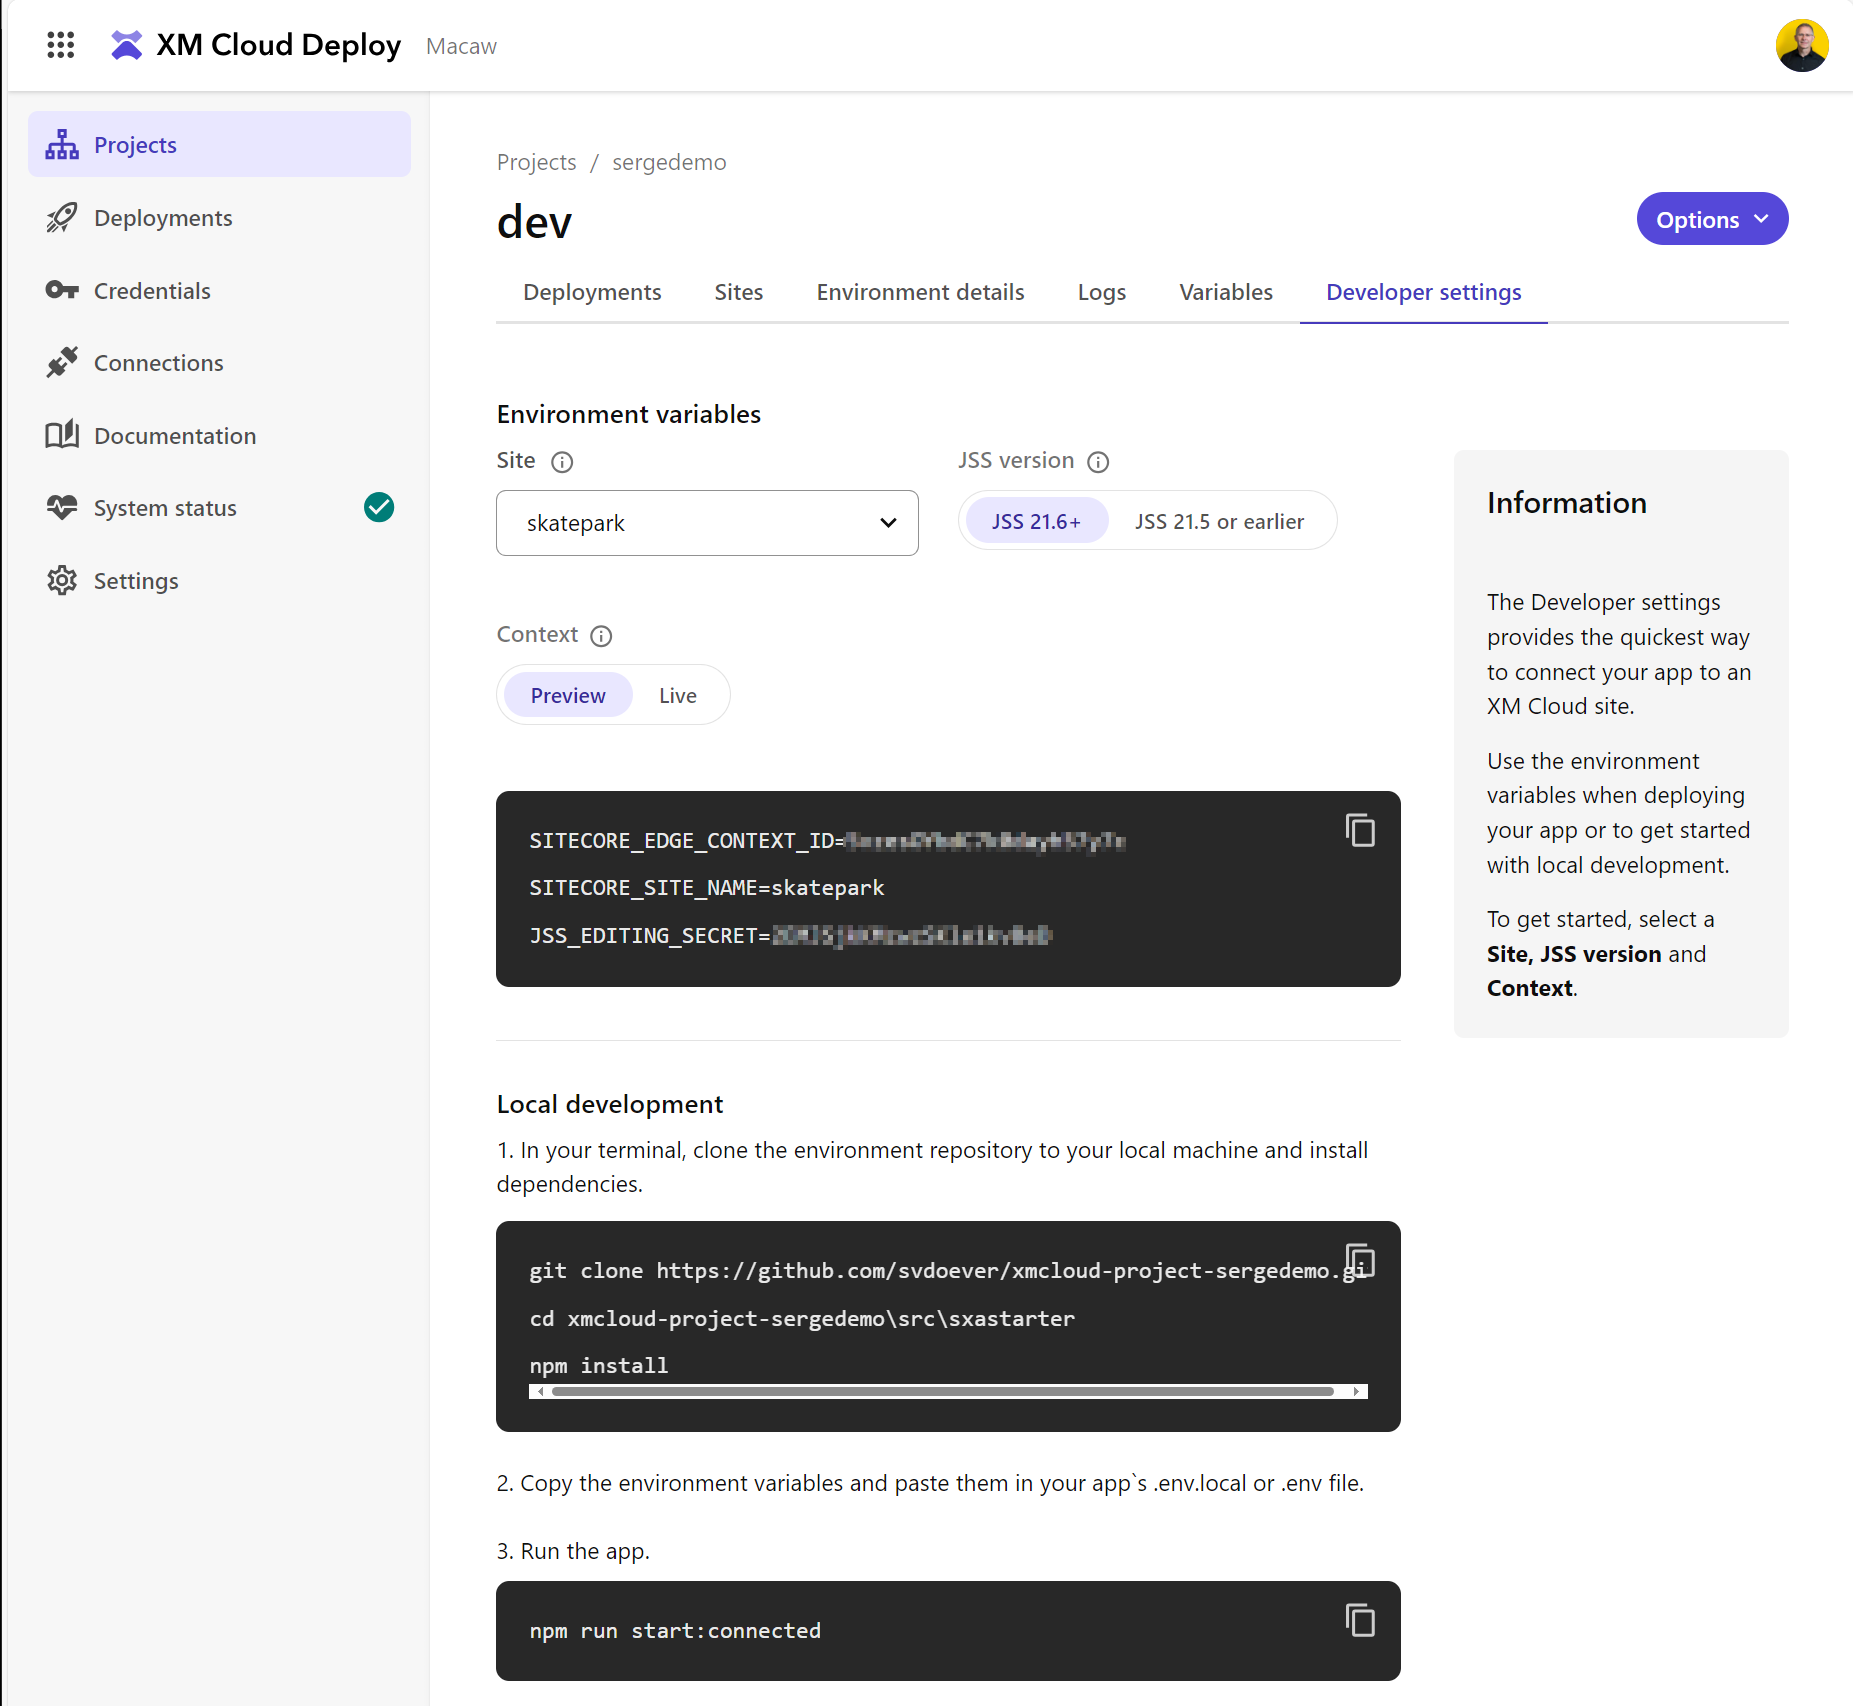 XM Cloud Deploy Macaw
Projects
Deployments
Credentials
Connections
Documentation
System status
Settings
Projects / sergedemo
dev
Options
Deployments Sites Environment details Logs Variables Developer settings
Environment variables
Site
skatepark
JSS version
JSS 21.6+ JSS 21.5 or earlier
Context
Preview Live
SITECORE_EDGE_CONTEXT_ID=
SITECORE_SITE_NAME=skatepark
JSS_EDITING_SECRET=
Information
The Developer settings
provides the quickest way
to connect your app to an
XM Cloud site.
Use the environment
variables when deploying
your app or to get started
with local development.
To get started, select a
Site, JSS version and
Context.
Local development
1. In your terminal, clone the environment repository to your local machine and install
dependencies.
git clone https://github.com/svdoever/xmcloud-project-sergedemo.gi
cd xmcloud-project-sergedemo\src\sxastarter
npm install
2. Copy the environment variables and paste them in your app`s .env.local or .env file.
3. Run the app.
npm run start:connected